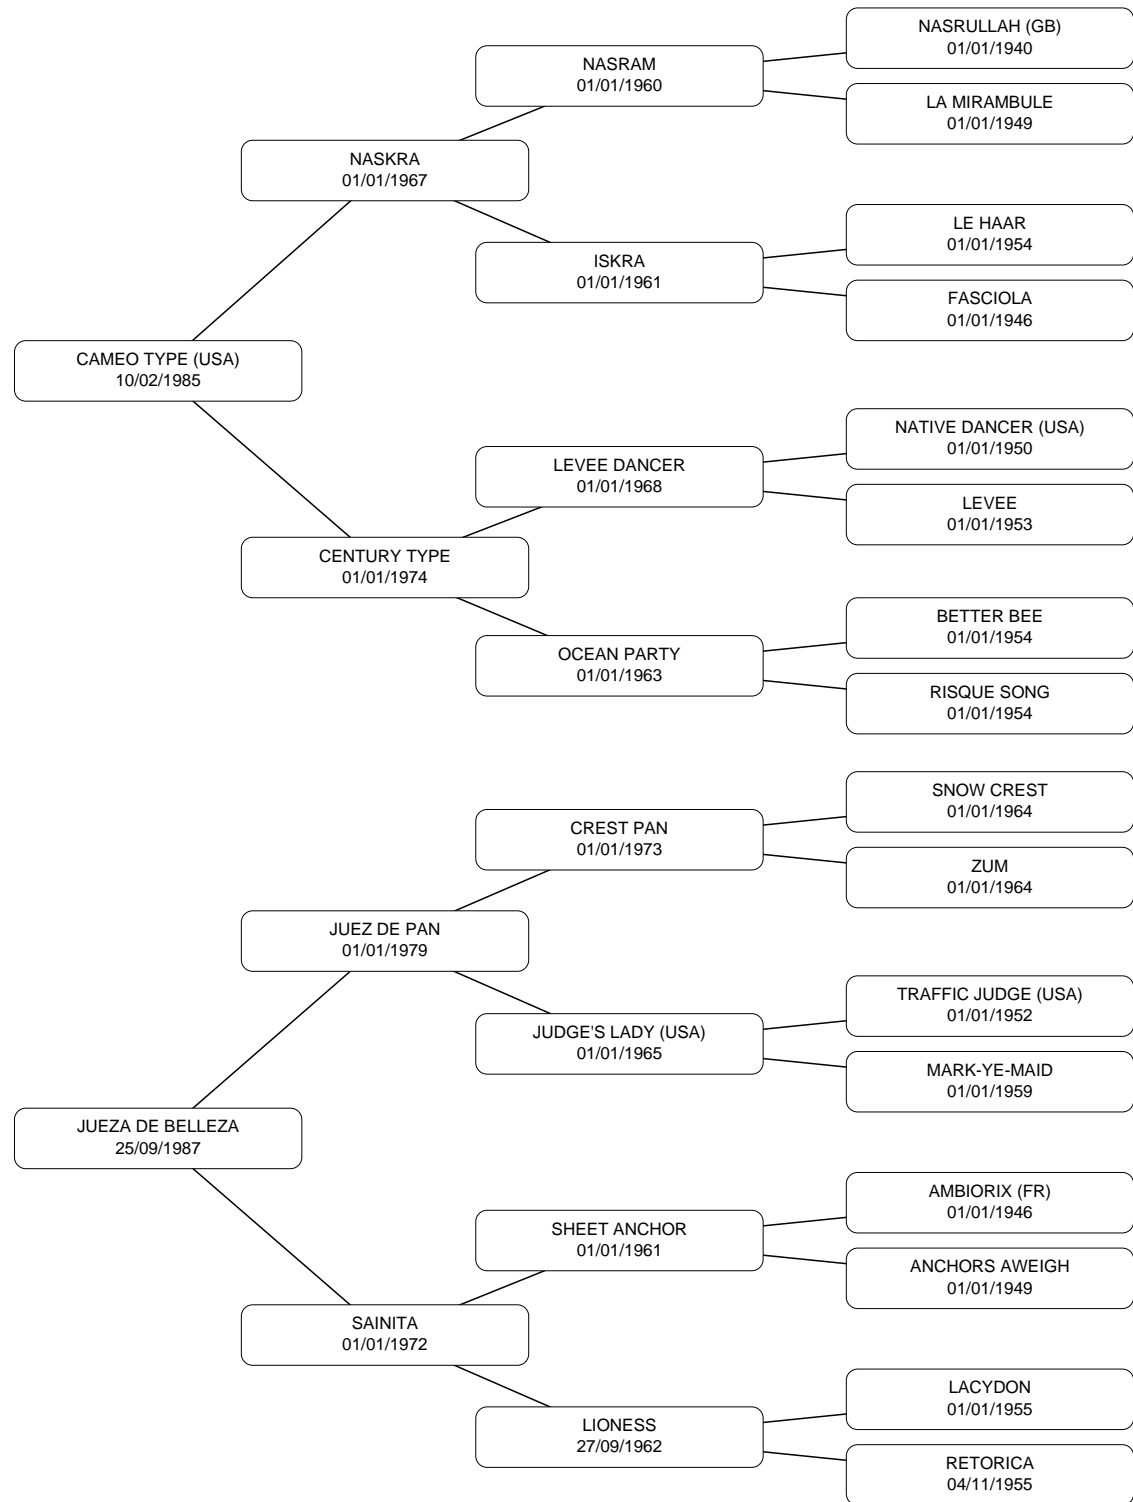 NASRULLAH (GB)
01/01/1940
NASRAM
01/01/1960
LA MIRAMBULE
01/01/1949
NASKRA
01/01/1967
LE HAAR
01/01/1954
ISKRA
01/01/1961
FASCIOLA
01/01/1946
CAMEO TYPE (USA)
10/02/1985
NATIVE DANCER (USA)
01/01/1950
LEVEE DANCER
01/01/1968
LEVEE
01/01/1953
CENTURY TYPE
01/01/1974
BETTER BEE
01/01/1954
OCEAN PARTY
01/01/1963
RISQUE SONG
01/01/1954
SNOW CREST
01/01/1964
CREST PAN
01/01/1973
ZUM
01/01/1964
JUEZ DE PAN
01/01/1979
TRAFFIC JUDGE (USA)
01/01/1952
JUDGE'S LADY (USA)
01/01/1965
MARK-YE-MAID
01/01/1959
JUEZA DE BELLEZA
25/09/1987
AMBIORIX (FR)
01/01/1946
SHEET ANCHOR
01/01/1961
ANCHORS AWEIGH
01/01/1949
SAINITA
01/01/1972
LACYDON
01/01/1955
LIONESS
27/09/1962
RETORICA
04/11/1955